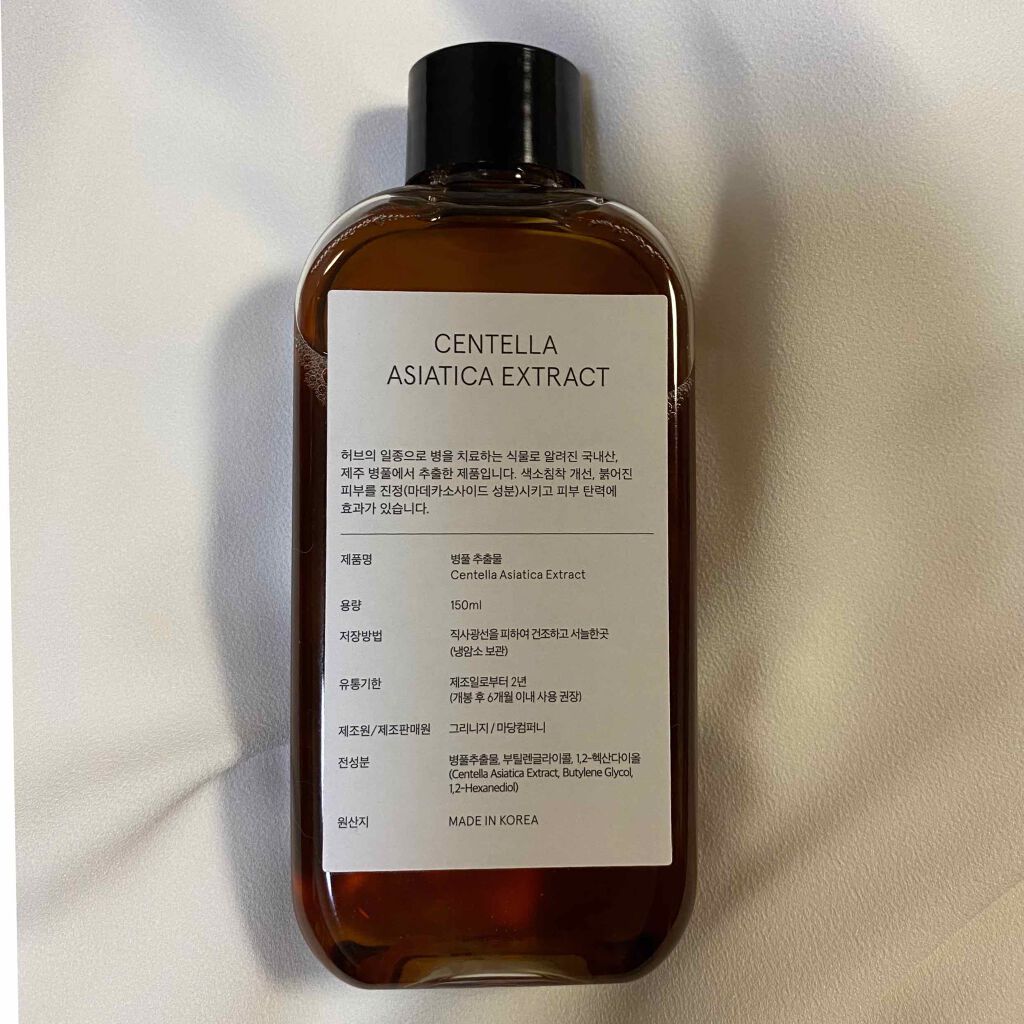 CENTELLA
ASIATICA EXTRACT
허브의 일종으로 병을 치료하는 식물로 알려진 국내산,
제주 병풀에서 추출한 제품입니다. 색소침착 개선, 붉어진
피부를 진정(마데카소사이드 성분)시키고 피부 탄력에
효과가 있습니다.
제품명 병풀 추출물
Centella Asiatica Extract
용량 150ml
저장방법 직사광선을 피하여 건조하고 서늘한곳
(냉암소 보관)
유통기한 제조일로부터 2년
(개봉 후 6개월 이내 사용 권장)
제조원/제조판매원 그리니지 / 마당컴퍼니
전성분 병풀추출물, 부틸렌글라이콜, 1,2-헥산다이올
(Centella Asiatica Extract, Butylene Glycol,
1,2-Hexanediol)
원산지 MADE IN KOREA